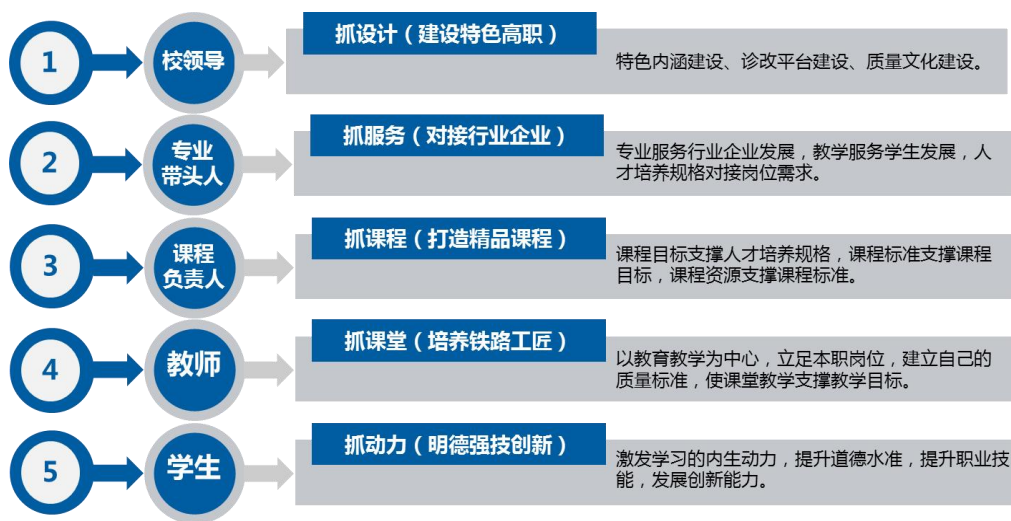 1
校领导
抓设计（建设特色高职）
特色内涵建设、诊改平台建设、质量文化建设。
2
专业
带头人
抓服务（对接行业企业）
专业服务行业企业发展，教学服务学生发展，人
才培养规格对接岗位需求。
3
课程
负责人
抓课程（打造精品课程）
课程目标支撑人才培养规格，课程标准支撑课程
目标，课程资源支撑课程标准。
4
教师
抓课堂（培养铁路工匠）
以教育教学为中心，立足本职岗位，建立自己的
质量标准，使课堂教学支撑教学目标。
5
学生
抓动力（明德强技创新）
激发学习的内生动力，提升道德水准，提升职业技
能，发展创新能力。